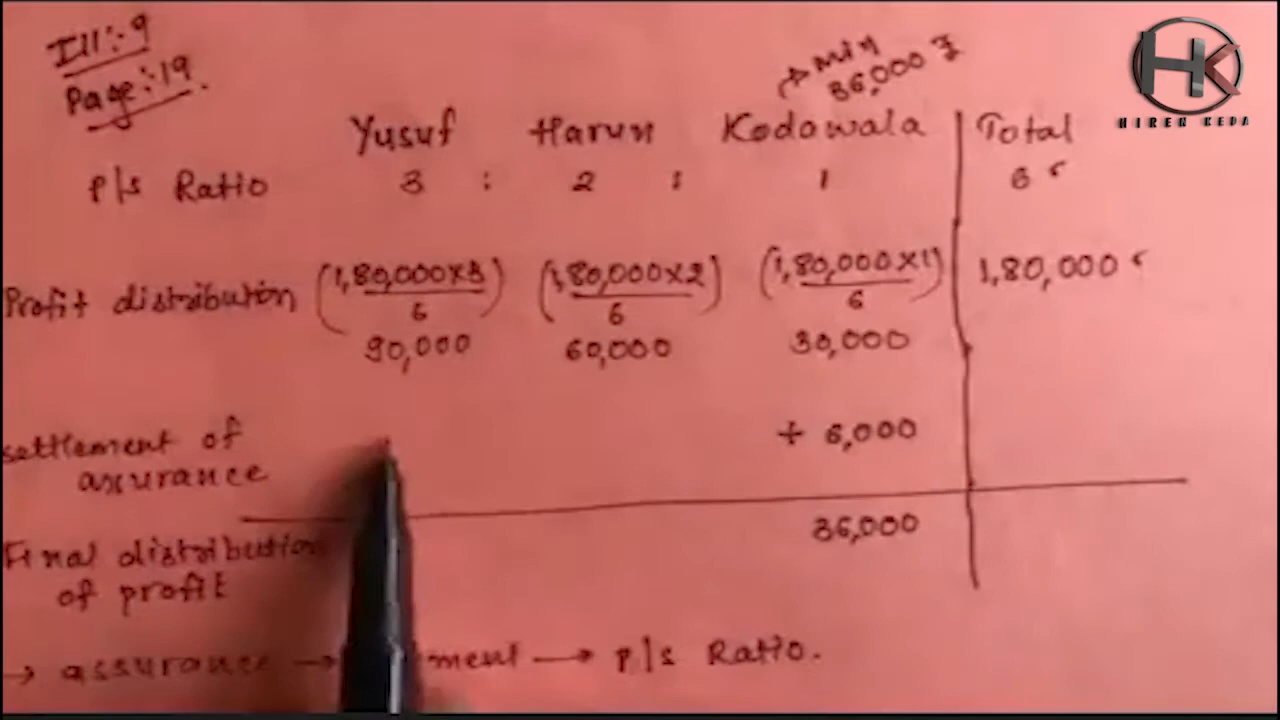 Ill:-9
Page:-19.
→ Min
36,000 ₹
HK
HIREN KEDA
Yusuf Harun Kodawala Total
P/s Ratio 3 : 2 : 1 6
Profit distribution (1,80,000×3/6) (1,80,000×2/6) (1,80,000×1/6) 1,80,000
90,000 60,000 30,000
settlement of
assurance + 6,000
Final distribution
of profit 36,000
→ assurance → ment → P/s Ratio.